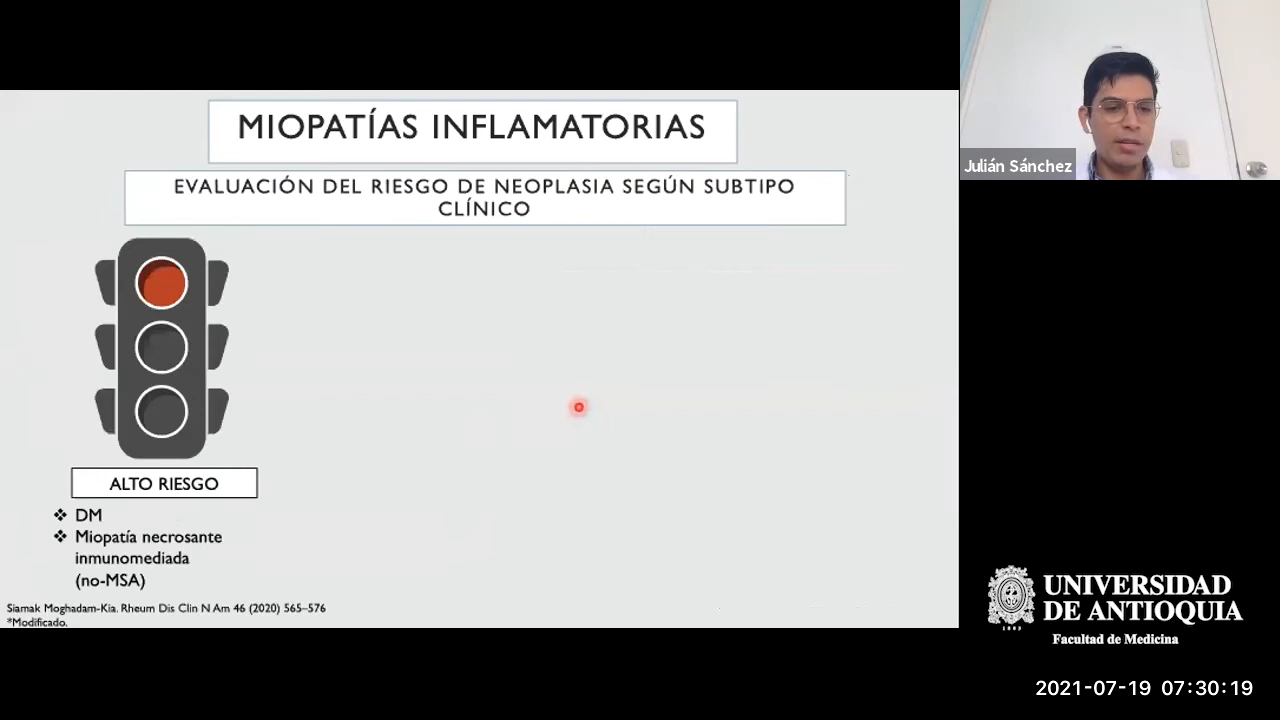 MIOPATÍAS INFLAMATORIAS
EVALUACIÓN DEL RIESGO DE NEOPLASIA SEGÚN SUBTIPO
CLÍNICO
ALTO RIESGO
❖ DM
❖ Miopatía necrosante
inmunomediada
(no-MSA)
Siamak Moghadam-Kia. Rheum Dis Clin N Am 46 (2020) 565–576
*Modificado.
Julián Sánchez
UNIVERSIDAD
DE ANTIOQUIA
1803
Facultad de Medicina
2021-07-19 07:30:19